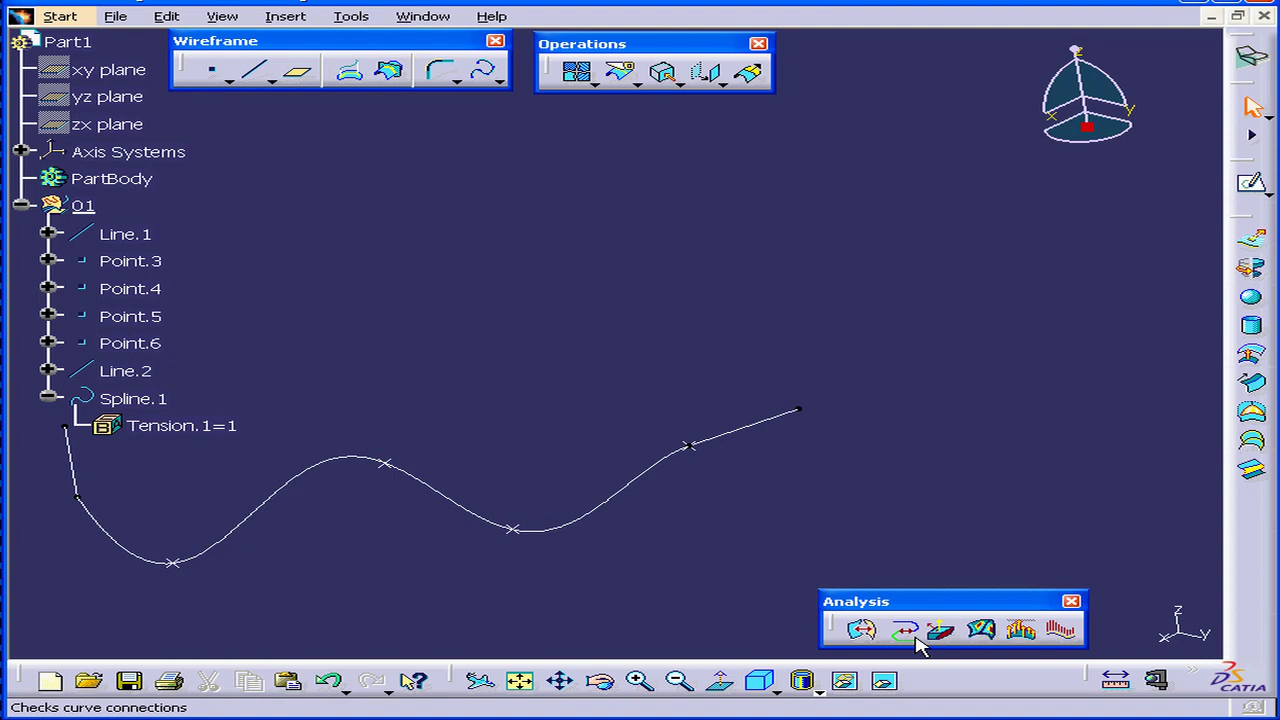 Start File Edit View Insert Tools Window Help
Part1
Wireframe
Operations
xy plane
yz plane
zx plane
Axis Systems
PartBody
01
Line.1
Point.3
Point.4
Point.5
Point.6
Line.2
Spline.1
B Tension.1=1
z
x y
Analysis
z
x y
CATIA
Checks curve connections